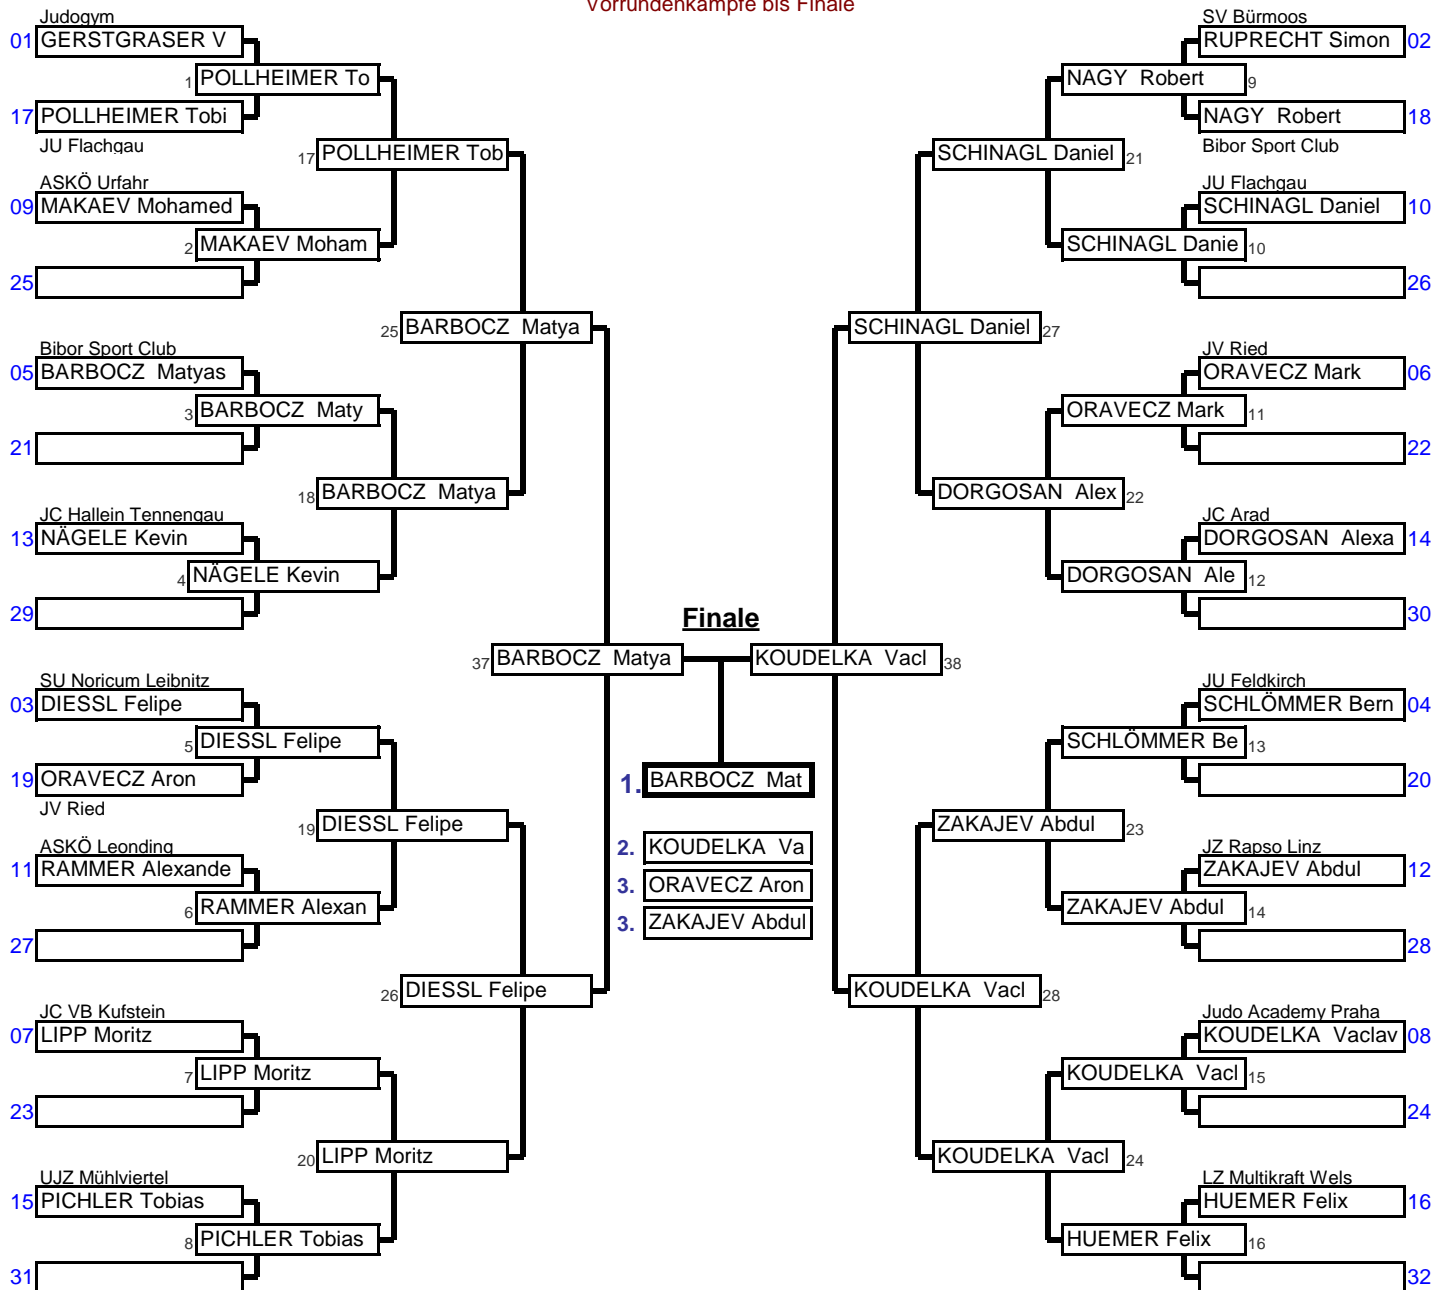 Vorrundenkämpfe bis Finale
Judogym
01 GERSTGRASER V
1 POLLHEIMER To
17 POLLHEIMER Tobi
JU Flachgau
17 POLLHEIMER Tob
ASKÖ Urfahr
09 MAKAEV Mohamed
2 MAKAEV Moham
25
25 BARBOCZ Matya
Bibor Sport Club
05 BARBOCZ Matyas
3 BARBOCZ Maty
21
18 BARBOCZ Matya
JC Hallein Tennengau
13 NÄGELE Kevin
4 NÄGELE Kevin
29
37 BARBOCZ Matya
SU Noricum Leibnitz
03 DIESSL Felipe
5 DIESSL Felipe
19 ORAVECZ Aron
JV Ried
19 DIESSL Felipe
ASKÖ Leonding
11 RAMMER Alexande
6 RAMMER Alexan
27
26 DIESSL Felipe
JC VB Kufstein
07 LIPP Moritz
7 LIPP Moritz
23
20 LIPP Moritz
UJZ Mühlviertel
15 PICHLER Tobias
8 PICHLER Tobias
31
Finale
1. BARBOCZ Mat
2. KOUDELKA Va
3. ORAVECZ Aron
3. ZAKAJEV Abdul
SV Bürmoos
RUPRECHT Simon 02
NAGY Robert 9
NAGY Robert 18
Bibor Sport Club
SCHINAGL Daniel 21
JU Flachgau
SCHINAGL Daniel 10
SCHINAGL Danie 10
26
SCHINAGL Daniel 27
JV Ried
ORAVECZ Mark 06
ORAVECZ Mark 11
22
DORGOSAN Alex 22
JC Arad
DORGOSAN Alexa 14
DORGOSAN Ale 12
30
KOUDELKA Vacl 38
JU Feldkirch
SCHLÖMMER Bern 04
SCHLÖMMER Be 13
20
ZAKAJEV Abdul 23
JZ Rapso Linz
ZAKAJEV Abdul 12
ZAKAJEV Abdul 14
28
KOUDELKA Vacl 28
Judo Academy Praha
KOUDELKA Vaclav 08
KOUDELKA Vacl 15
24
KOUDELKA Vacl 24
LZ Multikraft Wels
HUEMER Felix 16
HUEMER Felix 16
32